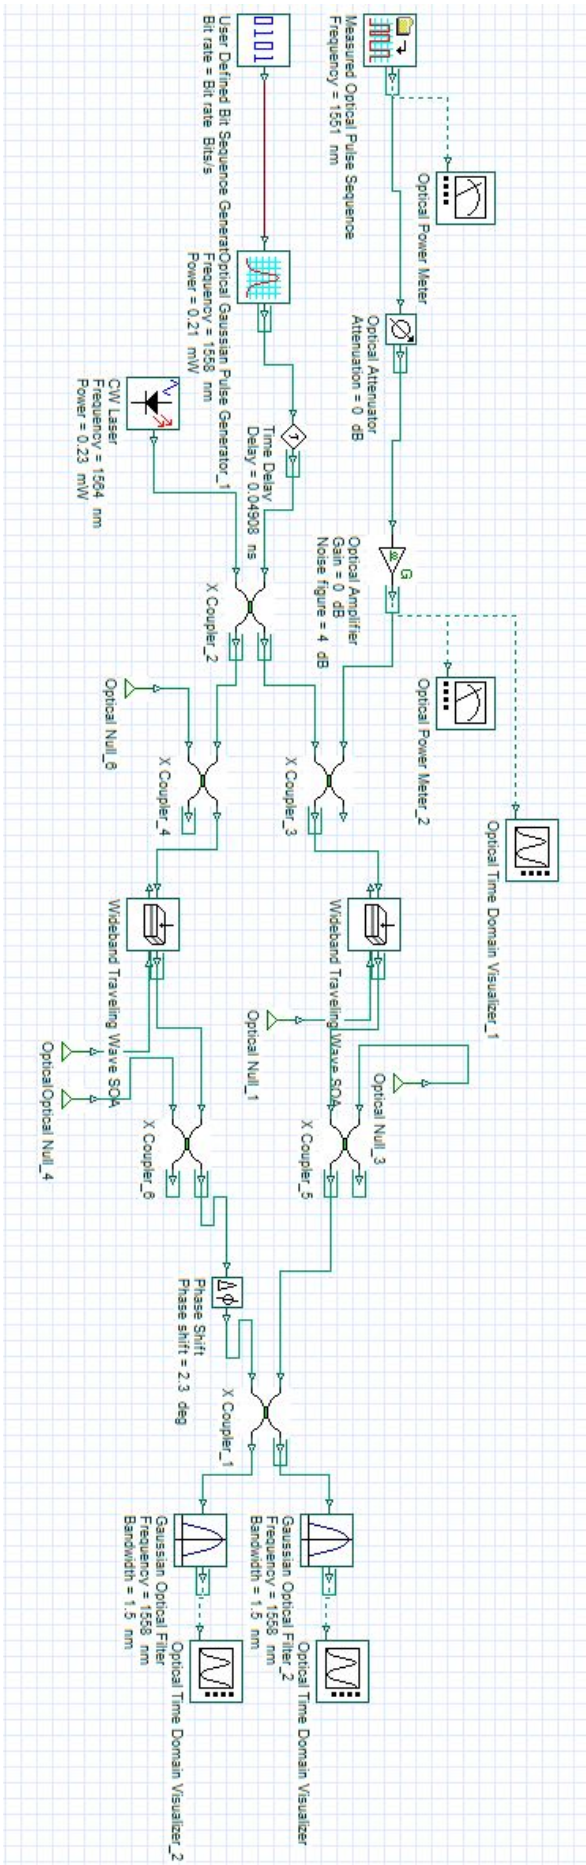 Measured Optical Pulse Sequence
Frequency = 1551 nm
Optical Power Meter
Optical Attenuator
Attenuation = 0 dB
Optical Amplifier
Gain = 0 dB
Noise figure = 4 dB
G
Optical Power Meter_2
Optical Time Domain Visualizer_1
0101
User Defined Bit Sequence Generat
Bit rate = Bit rate Bits/s
Optical Gaussian Pulse Generator_1
Frequency = 1558 nm
Power = 0.21 mW
Time Delay
Delay = 0.04908 ns
CW Laser
Frequency = 1564 nm
Power = 0.23 mW
X Coupler_2
X Coupler_3
Optical Null_6
X Coupler_4
Wideband Traveling Wave SOA
Optical Null_1
Optical Null_3
X Coupler_5
Wideband Traveling Wave SOA
Optical
Optical Null_4
X Coupler_6
Phase Shift
Phase shift = 2.3 deg
Δϕ
X Coupler_1
Gaussian Optical Filter_2
Frequency = 1558 nm
Bandwidth = 1.5 nm
Optical Time Domain Visualizer
Gaussian Optical Filter
Frequency = 1558 nm
Bandwidth = 1.5 nm
Optical Time Domain Visualizer_2